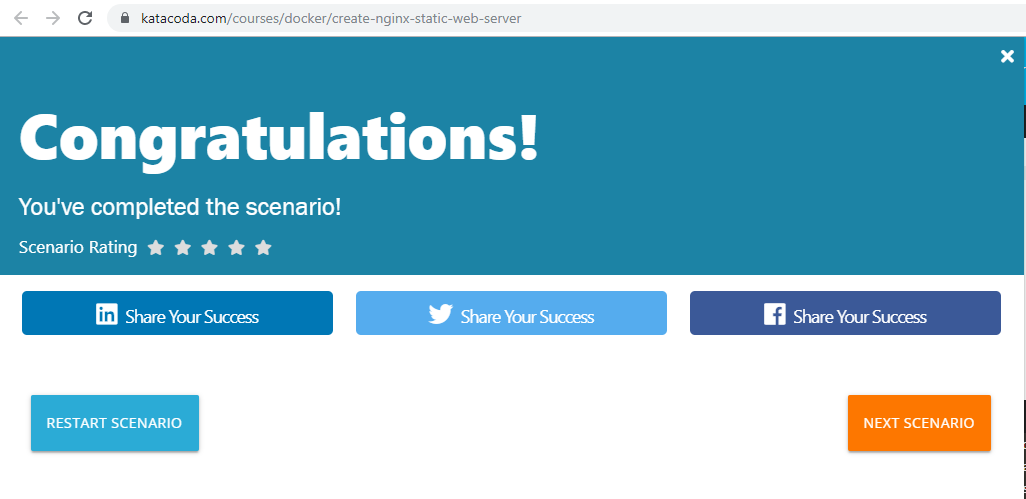 katacoda.com/courses/docker/create-nginx-static-web-server
Congratulations!
You've completed the scenario!
Scenario Rating
Share Your Success
Share Your Success
Share Your Success
RESTART SCENARIO
NEXT SCENARIO